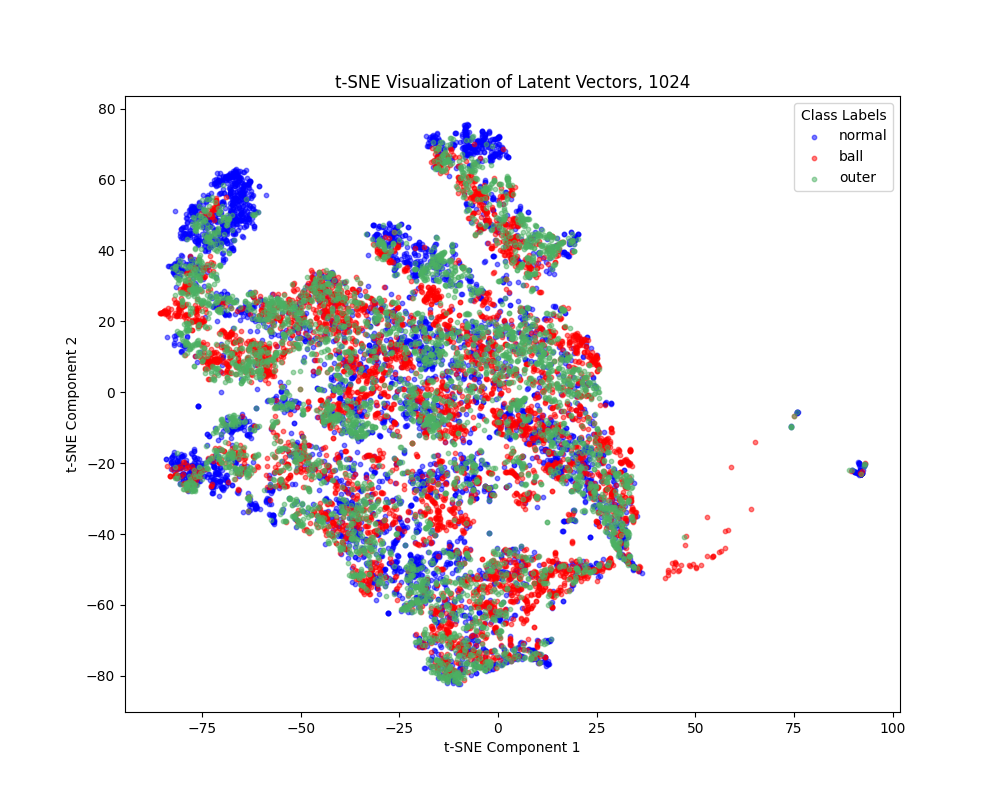 t-SNE Visualization of Latent Vectors, 1024
Class Labels
normal
ball
outer
80
60
40
20
0
−20
−40
−60
−80
t-SNE Component 2
−75
−50
−25
0
25
50
75
100
t-SNE Component 1